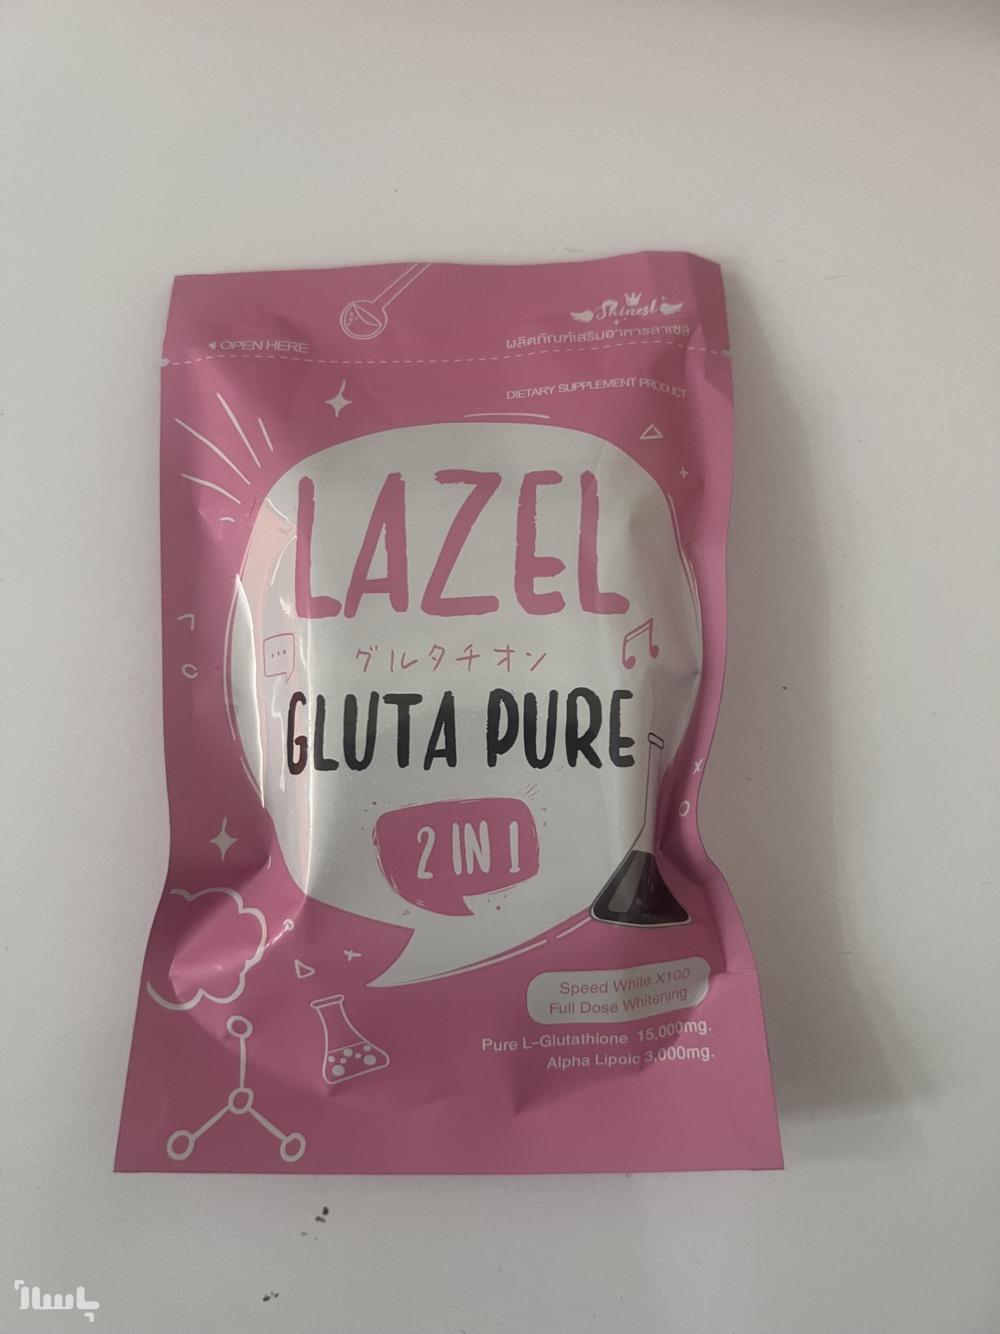 Shinest
ผลิตภัณฑ์เสริมอาหารลาเซล
OPEN HERE
DIETARY SUPPLEMENT PRODUCT
LAZEL
グルタチオン
GLUTA PURE
2 IN 1
Speed White X100
Full Dose Whitening
Pure L-Glutathione 15,000mg.
Alpha Lipoic 3,000mg.
پاساژ